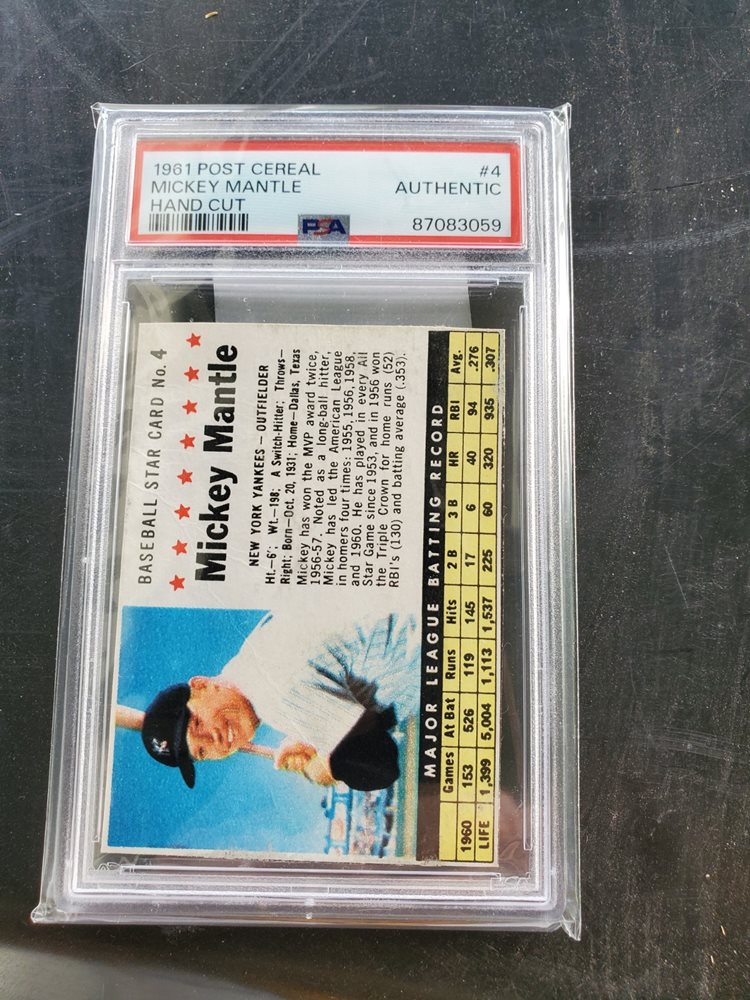 1961 POST CEREAL #4
MICKEY MANTLE AUTHENTIC
HAND CUT
PSA 87083059
BASEBALL STAR CARD No. 4
Mickey Mantle
NEW YORK YANKEES — OUTFIELDER
Ht.—6'; Wt.—198; A Switch-Hitter; Throws—
Right; Born—Oct. 20, 1931; Home—Dallas, Texas
Mickey has won the MVP award twice,
1956-57. Noted as a long-ball hitter,
Mickey has led the American League
in homers four times: 1955, 1956, 1958,
and 1960. He has played in every All
Star Game since 1953, and in 1956 won
the Triple Crown for home runs (52)
RBI's (130) and batting average (.353).
MAJOR LEAGUE BATTING RECORD
Games At Bat Runs Hits 2 B 3 B HR RBI Avg.
1960 153 526 119 145 17 6 40 94 .276
LIFE 1,399 5,004 1,113 1,537 225 60 320 935 .307